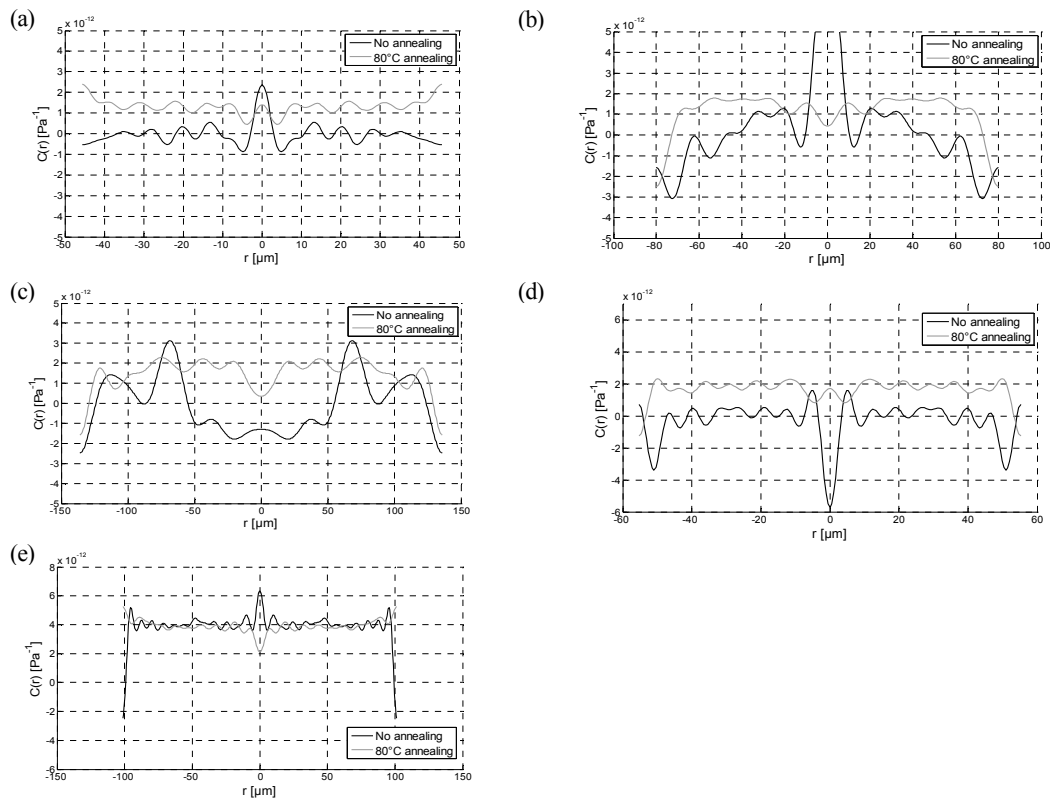 (a)
x 10-12
5
4
3
2
1
0
-1
-2
-3
-4
-5
C(r) [Pa-1]
-50 -40 -30 -20 -10 0 10 20 30 40 50
r [µm]
No annealing
80°C annealing
(b)
x 10-12
5
4
3
2
1
0
-1
-2
-3
-4
-5
C(r) [Pa-1]
-100 -80 -60 -40 -20 0 20 40 60 80 100
r [µm]
No annealing
80°C annealing
(c)
x 10-12
5
4
3
2
1
0
-1
-2
-3
-4
-5
C(r) [Pa-1]
-150 -100 -50 0 50 100 150
r [µm]
No annealing
80°C annealing
(d)
x 10-12
6
4
2
0
-2
-4
-6
C(r) [Pa-1]
-60 -40 -20 0 20 40 60
r [µm]
No annealing
80°C annealing
(e)
x 10-12
8
6
4
2
0
-2
-4
-6
C(r) [Pa-1]
-150 -100 -50 0 50 100 150
r [µm]
No annealing
80°C annealing